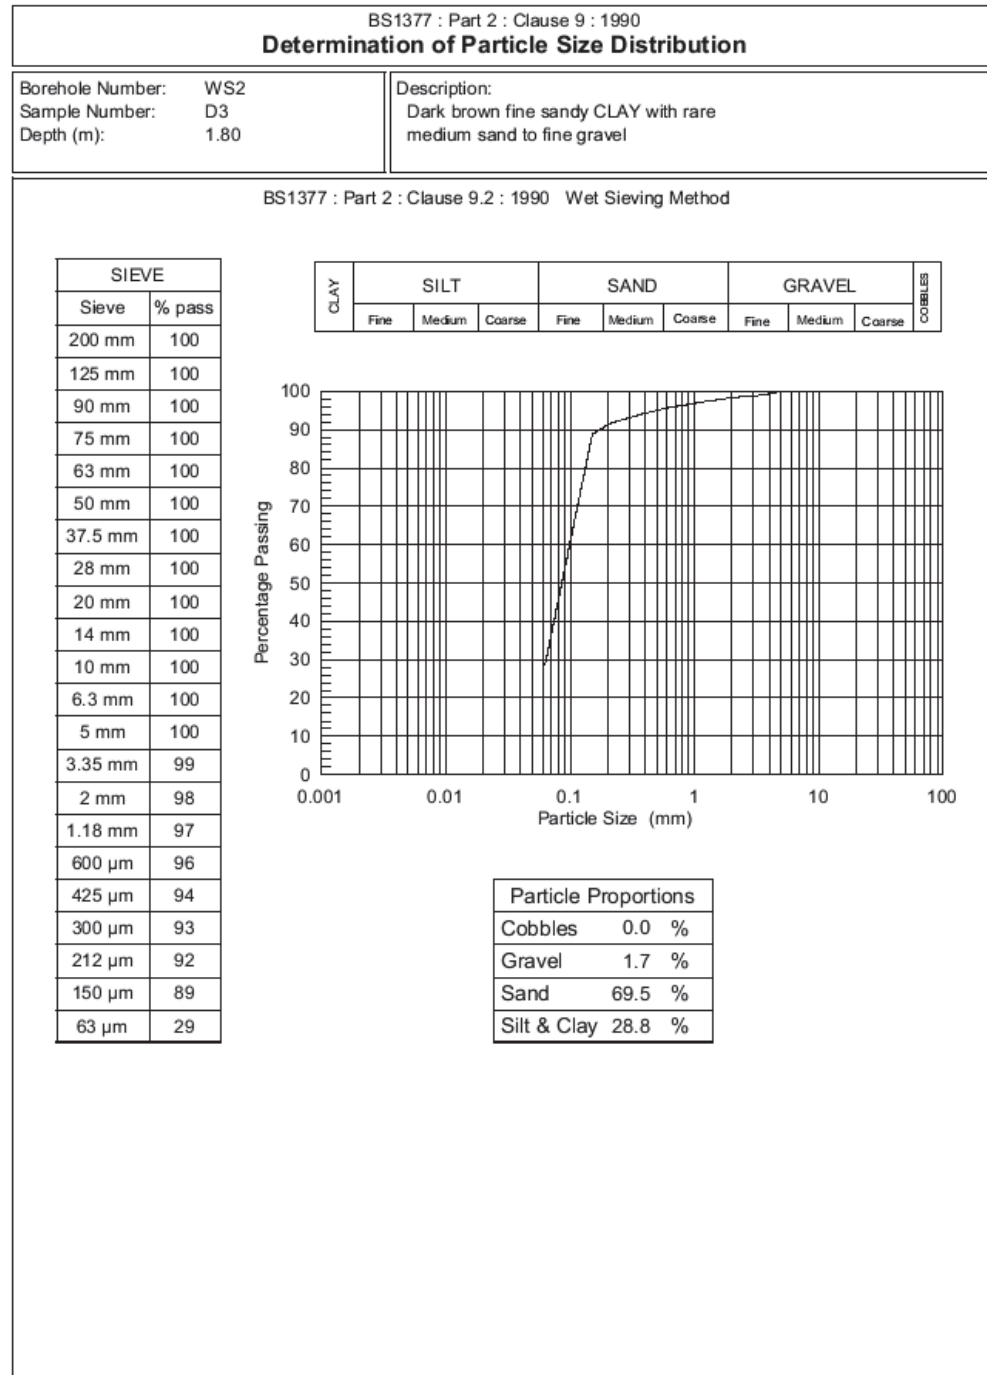 BS1377 : Part 2 : Clause 9 : 1990
Determination of Particle Size Distribution
Borehole Number: WS2
Sample Number: D3
Depth (m): 1.80
Description:
Dark brown fine sandy CLAY with rare
medium sand to fine gravel
BS1377 : Part 2 : Clause 9.2 : 1990 Wet Sieving Method
SIEVE
Sieve % pass
200 mm 100
125 mm 100
90 mm 100
75 mm 100
63 mm 100
50 mm 100
37.5 mm 100
28 mm 100
20 mm 100
14 mm 100
10 mm 100
6.3 mm 100
5 mm 100
3.35 mm 99
2 mm 98
1.18 mm 97
600 µm 96
425 µm 94
300 µm 93
212 µm 92
150 µm 89
63 µm 29
CLAY SILT SAND GRAVEL COBBLES
Fine Medium Coarse Fine Medium Coarse Fine Medium Coarse
Percentage Passing
100
90
80
70
60
50
40
30
20
10
0
0.001 0.01 0.1 1 10 100
Particle Size (mm)
Particle Proportions
Cobbles 0.0 %
Gravel 1.7 %
Sand 69.5 %
Silt & Clay 28.8 %